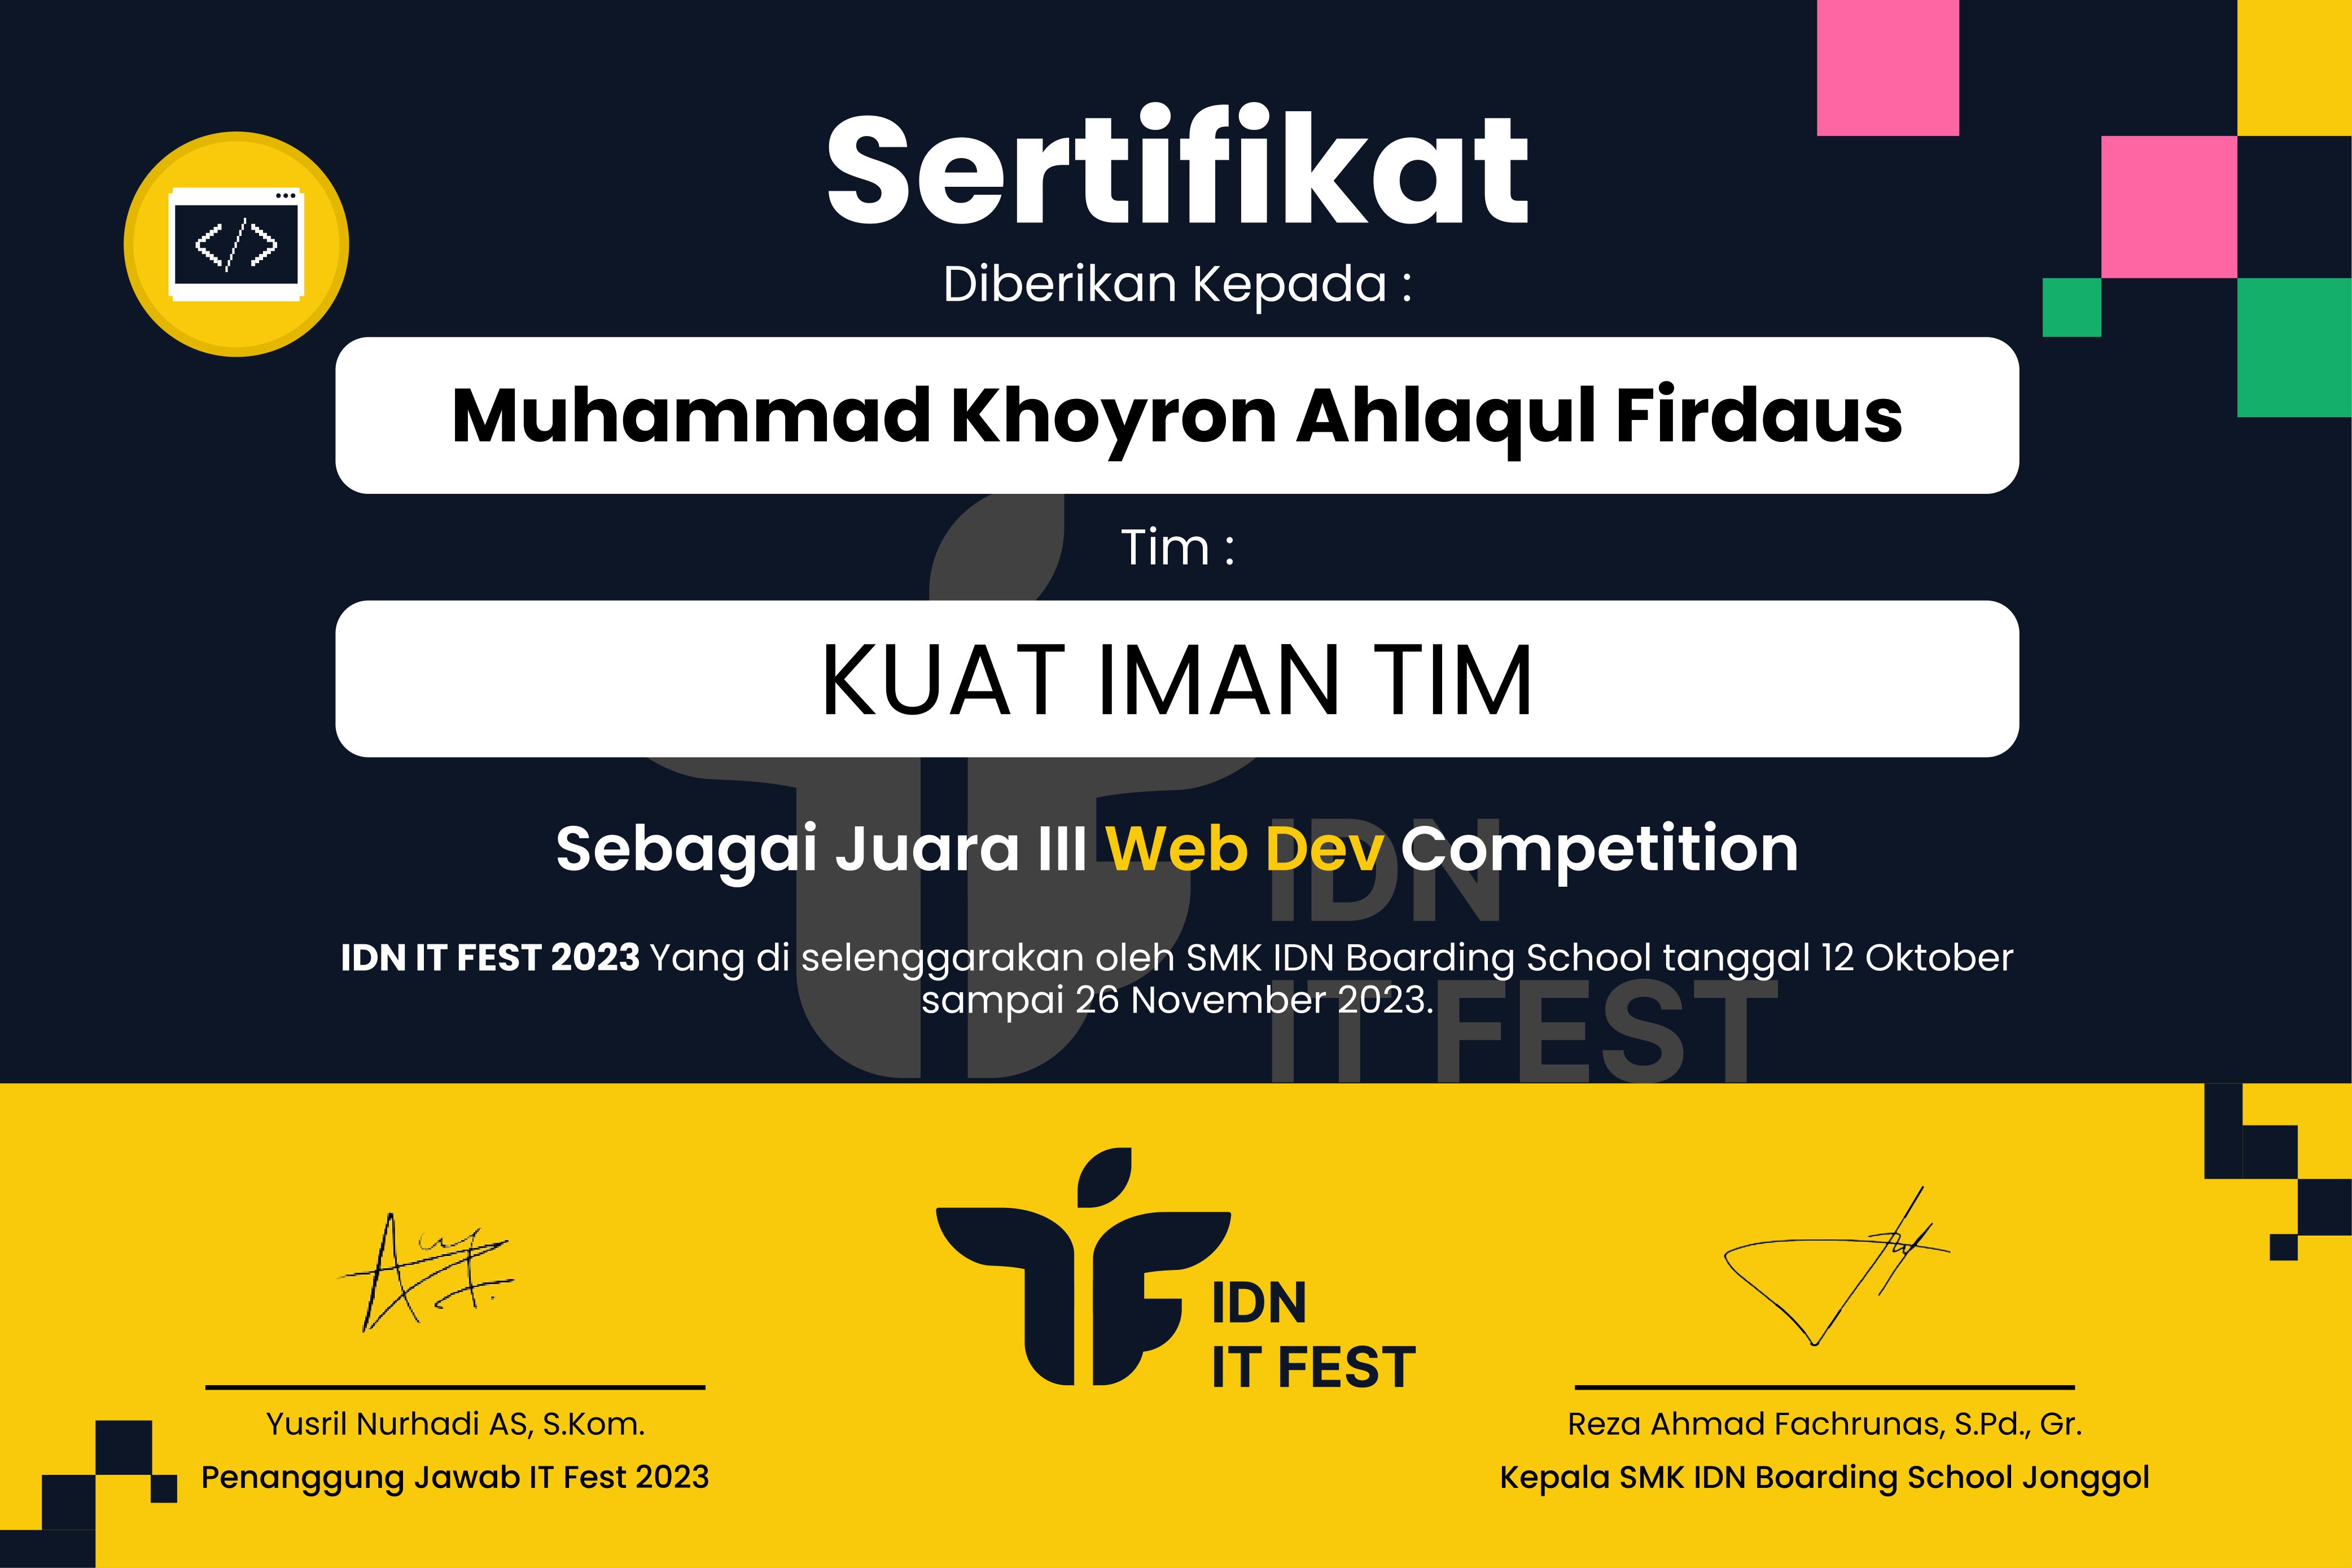 Sertifikat
Diberikan Kepada :
Muhammad Khoyron Ahlaqul Firdaus
Tim :
KUAT IMAN TIM
Sebagai Juara III Web Dev Competition
IDN IT FEST 2023 Yang di selenggarakan oleh SMK IDN Boarding School tanggal 12 Oktober
sampai 26 November 2023.
IDN
IT FEST
IDN
IT FEST
Yusril Nurhadi AS, S.Kom.
Penanggung Jawab IT Fest 2023
Reza Ahmad Fachrunas, S.Pd., Gr.
Kepala SMK IDN Boarding School Jonggol